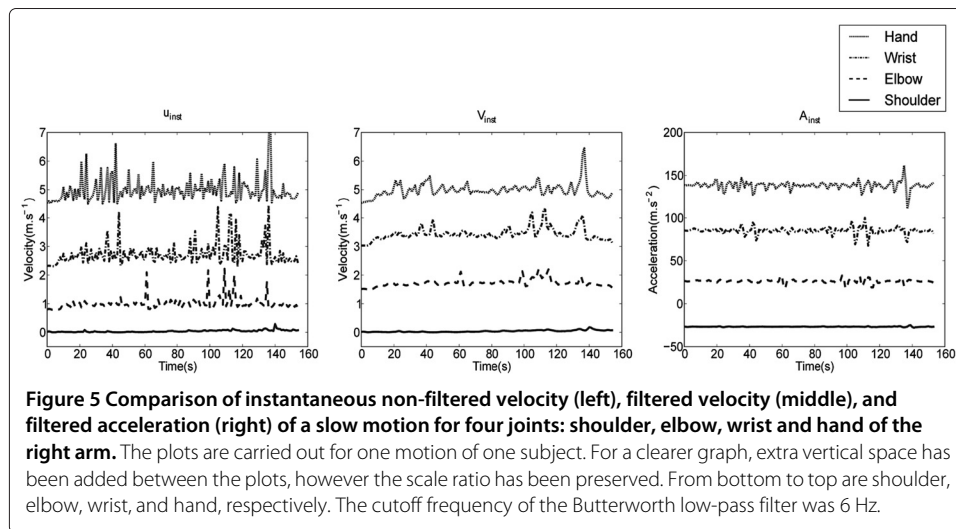 Hand
Wrist
Elbow
Shoulder
u_inst
7
6
5
4
3
2
1
0
Velocity(m.s⁻¹)
0 20 40 60 80 100 120 140 160
Time(s)
V_inst
7
6
5
4
3
2
1
0
Velocity(m.s⁻¹)
0 20 40 60 80 100 120 140 160
Time(s)
A_inst
200
150
100
50
0
−50
Acceleration(m.s⁻²)
0 20 40 60 80 100 120 140 160
Time(s)
Figure 5 Comparison of instantaneous non-filtered velocity (left), filtered velocity (middle), and
filtered acceleration (right) of a slow motion for four joints: shoulder, elbow, wrist and hand of the
right arm. The plots are carried out for one motion of one subject. For a clearer graph, extra vertical space has
been added between the plots, however the scale ratio has been preserved. From bottom to top are shoulder,
elbow, wrist, and hand, respectively. The cutoff frequency of the Butterworth low-pass filter was 6 Hz.